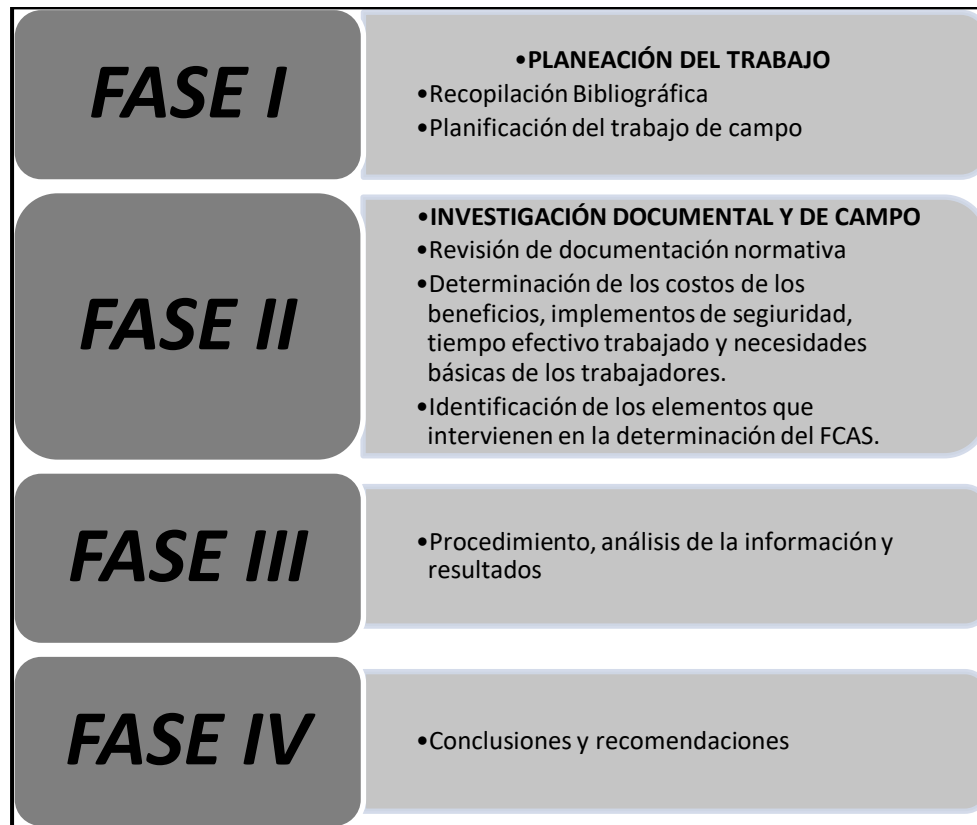 FASE I
•PLANEACIÓN DEL TRABAJO
•Recopilación Bibliográfica
•Planificación del trabajo de campo
FASE II
•INVESTIGACIÓN DOCUMENTAL Y DE CAMPO
•Revisión de documentación normativa
•Determinación de los costos de los
beneficios, implementos de segiuridad,
tiempo efectivo trabajado y necesidades
básicas de los trabajadores.
•Identificación de los elementos que
intervienen en la determinación del FCAS.
FASE III
•Procedimiento, análisis de la información y
resultados
FASE IV
•Conclusiones y recomendaciones